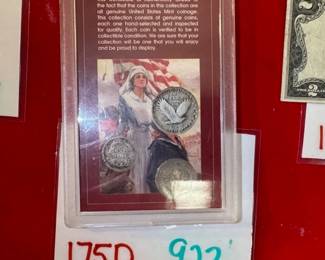 the fact that the coins in this collection are
all genuine United States Mint coinage.
This collection consists of genuine coins,
each one hand-selected and inspected
for quality. Each coin is verified to be in
collectible condition. We are sure that your
collection will be one that you will enjoy
and be proud to display.
2
175D 922
1